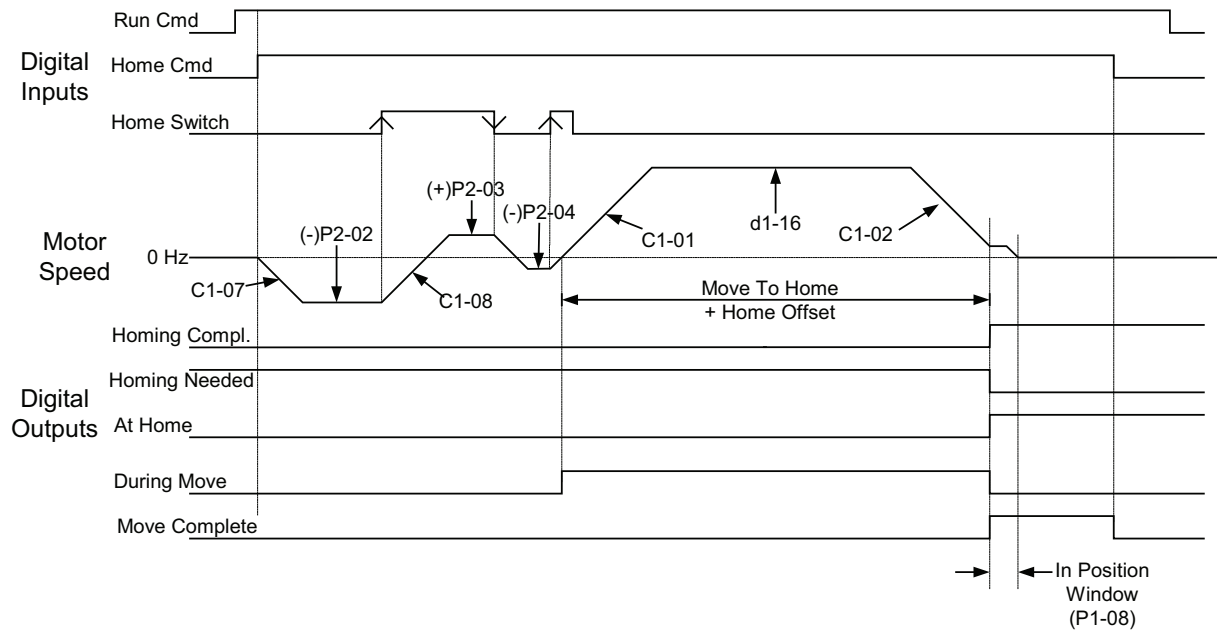 Run Cmd
Digital
Inputs
Home Cmd
Home Switch
(+)P2-03
(-)P2-04
(-)P2-02
C1-01
d1-16
C1-02
Motor
Speed
0 Hz
C1-07
C1-08
Move To Home
+ Home Offset
Homing Compl.
Homing Needed
Digital
Outputs
At Home
During Move
Move Complete
In Position
Window
(P1-08)